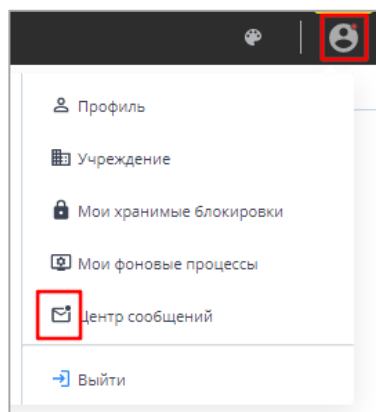 Профиль
Учреждение
Мои хранимые блокировки
Мои фоновые процессы
Центр сообщений
Выйти